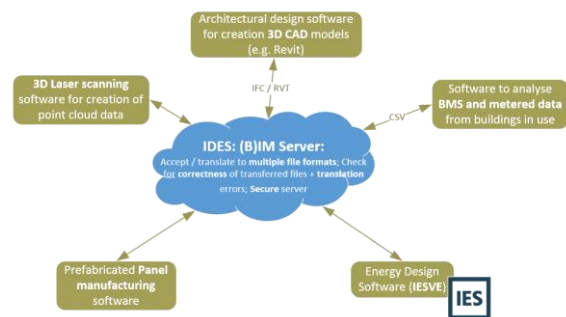 Architectural design software
for creation 3D CAD models
(e.g. Revit)
IFC / RVT
3D Laser scanning
software for creation of
point cloud data
Software to analyse
BMS and metered data
from buildings in use
CSV
IDES: (B)IM Server:
Accept / translate to multiple file formats; Check
for correctness of transferred files + translation
errors; Secure server
Prefabricated Panel
manufacturing
software
Energy Design
Software (IESVE)
IES